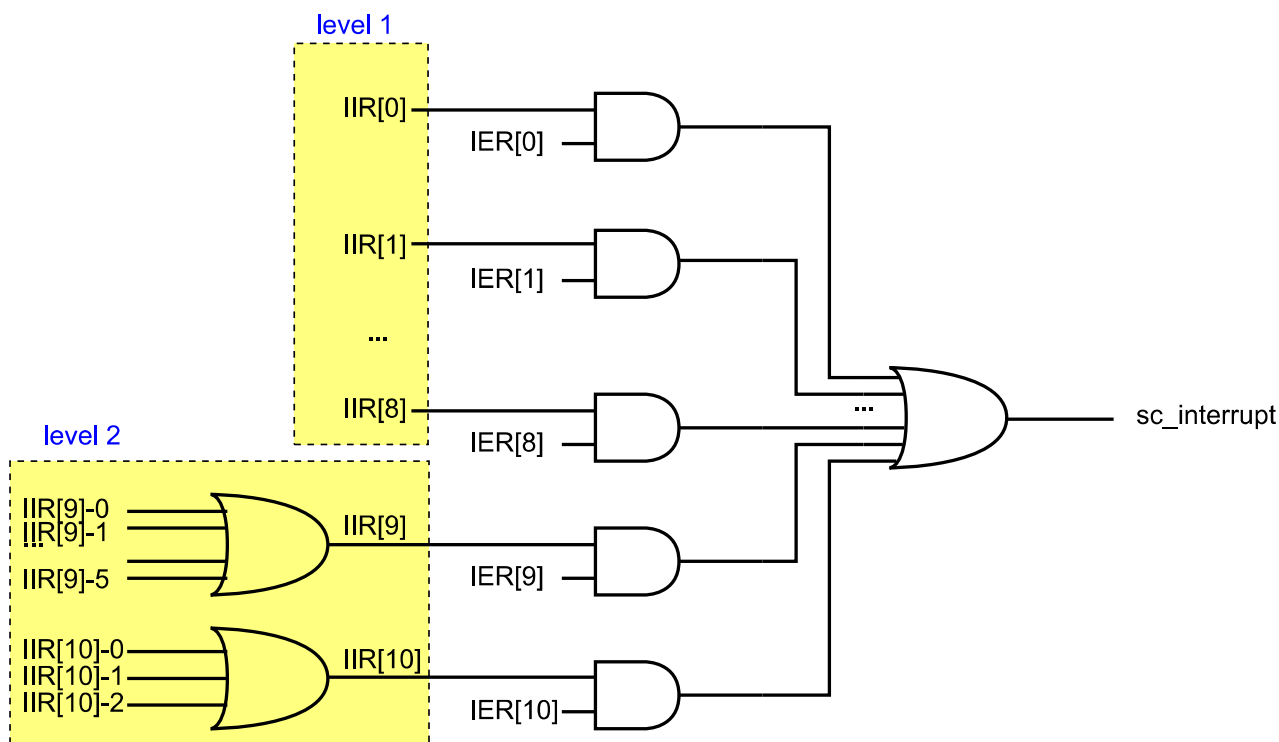 level 1
IIR[0]
IER[0]
IIR[1]
IER[1]
...
IIR[8]
...
sc_interrupt
IER[8]
level 2
IIR[9]-0
IIR[9]-1
...
IIR[9]-5
IIR[9]
IER[9]
IIR[10]-0
IIR[10]-1
IIR[10]-2
IIR[10]
IER[10]